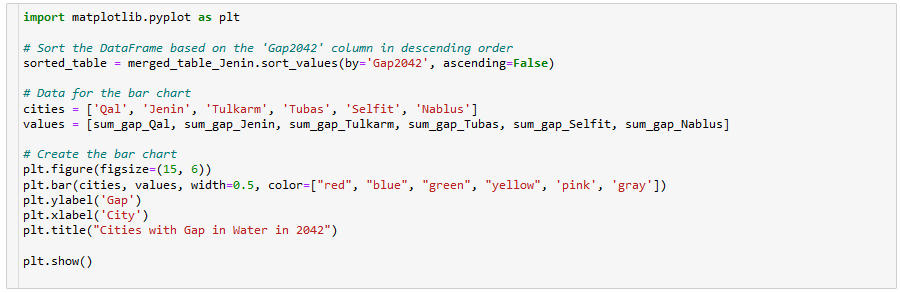 import matplotlib.pyplot as plt
# Sort the DataFrame based on the 'Gap2042' column in descending order
sorted_table = merged_table_Jenin.sort_values(by='Gap2042', ascending=False)
# Data for the bar chart
cities = ['Qal', 'Jenin', 'Tulkarm', 'Tubas', 'Selfit', 'Nablus']
values = [sum_gap_Qal, sum_gap_Jenin, sum_gap_Tulkarm, sum_gap_Tubas, sum_gap_Selfit, sum_gap_Nablus]
# Create the bar chart
plt.figure(figsize=(15, 6))
plt.bar(cities, values, width=0.5, color=["red", "blue", "green", "yellow", 'pink', 'gray'])
plt.ylabel('Gap')
plt.xlabel('City')
plt.title("Cities with Gap in Water in 2042")
plt.show()